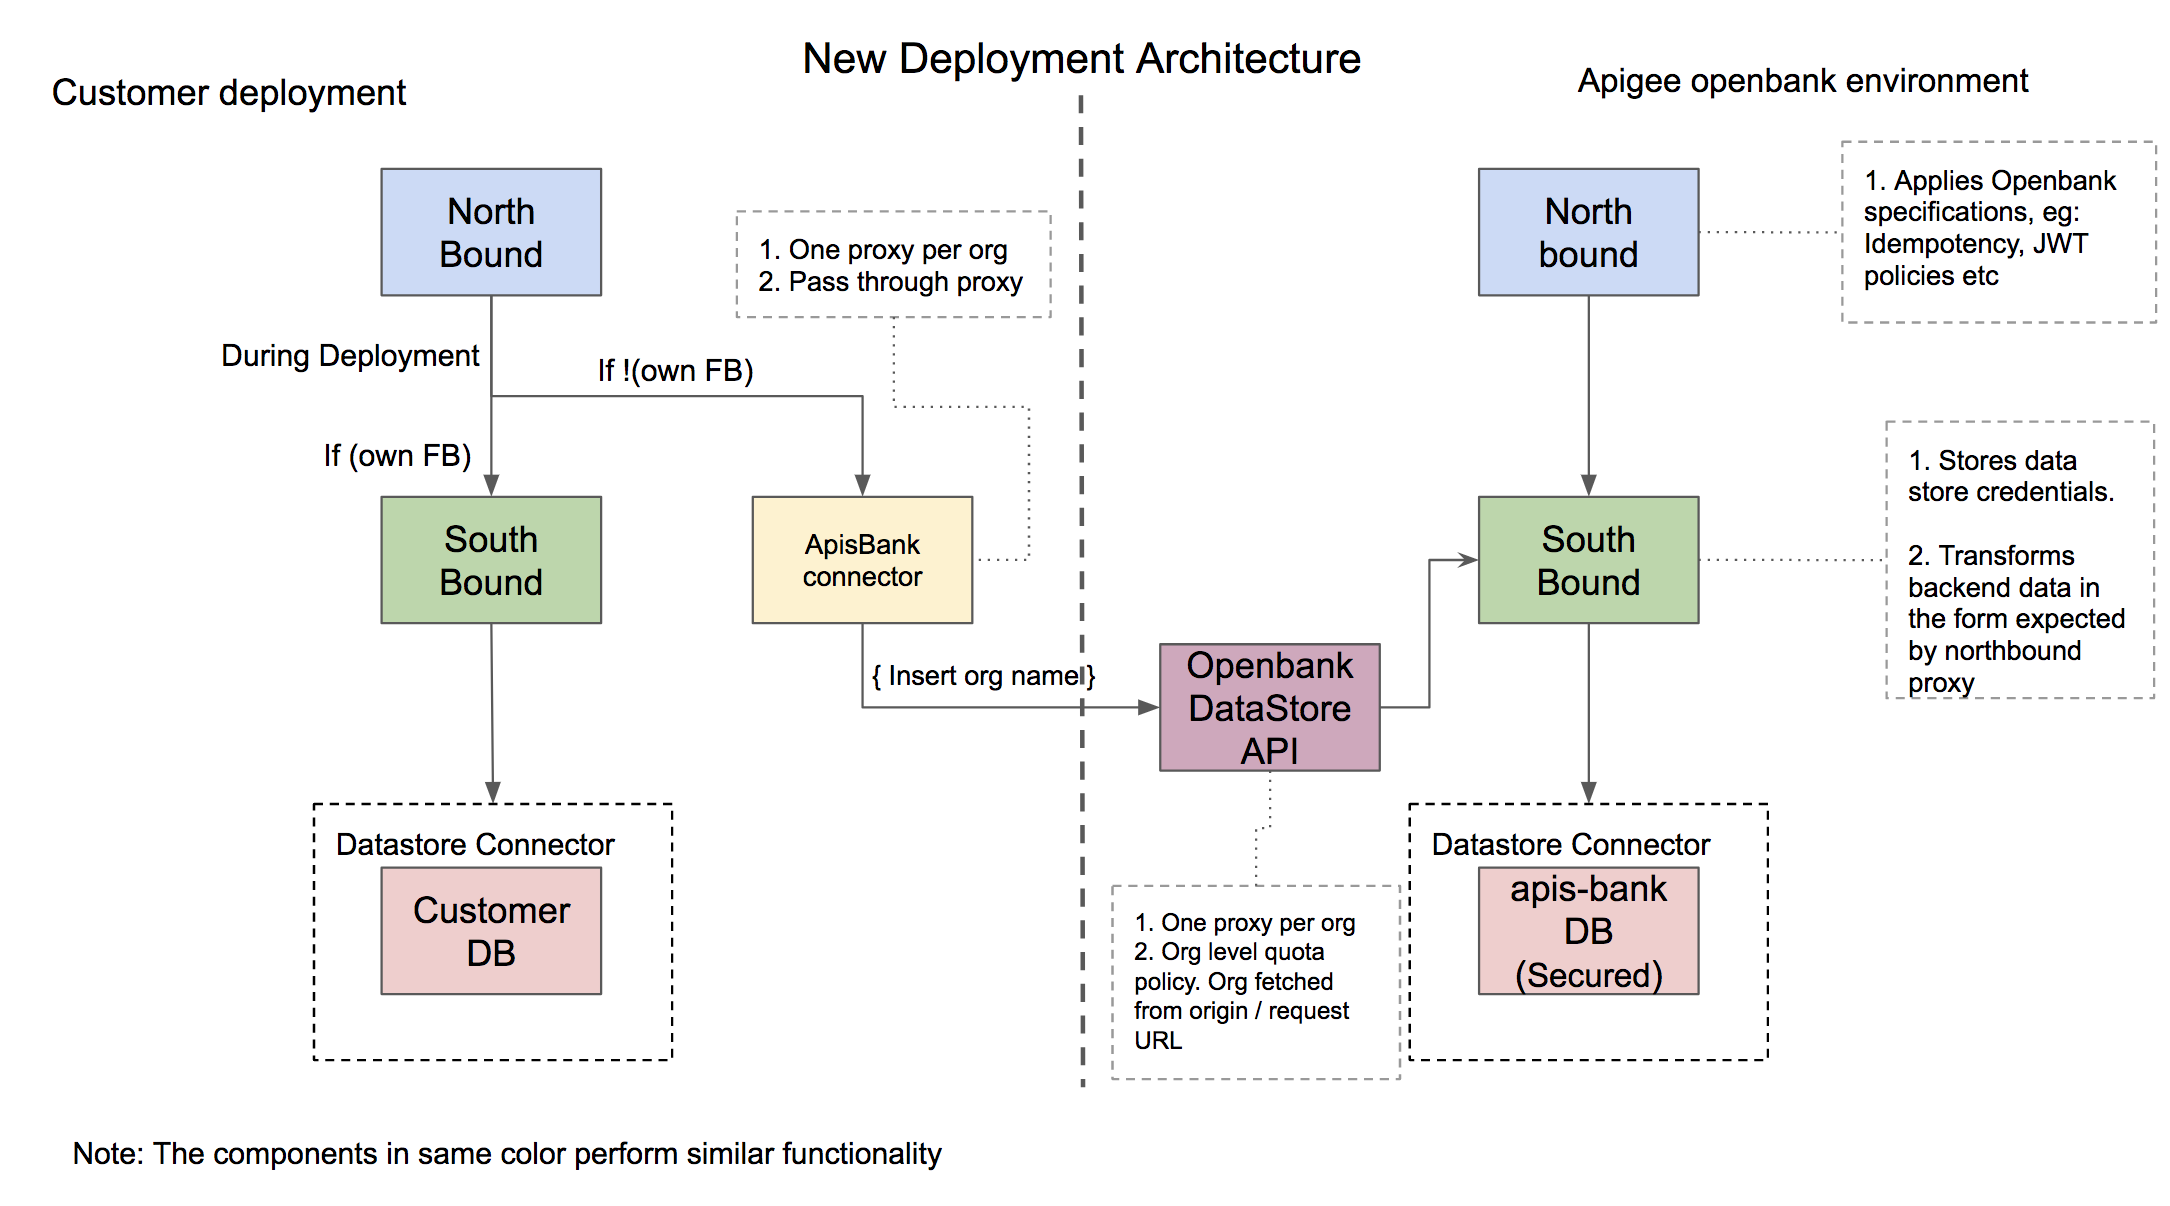 New Deployment Architecture
Customer deployment
Apigee openbank environment
North
Bound
1. One proxy per org
2. Pass through proxy
North
bound
1. Applies Openbank
specifications, eg:
Idempotency, JWT
policies etc
During Deployment
If !(own FB)
If (own FB)
South
Bound
ApisBank
connector
South
Bound
1. Stores data
store credentials.
2. Transforms
backend data in
the form expected
by northbound
proxy
{ Insert org name }
Openbank
DataStore
API
Datastore Connector
Customer
DB
1. One proxy per org
2. Org level quota
policy. Org fetched
from origin / request
URL
Datastore Connector
apis-bank
DB
(Secured)
Note: The components in same color perform similar functionality